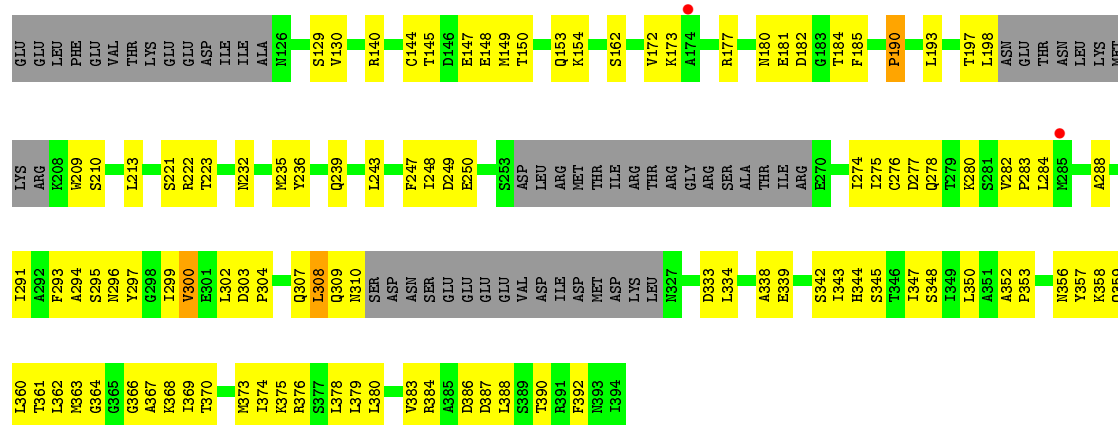 GLU GLU LEU PHE GLU VAL THR LYS GLU GLU ASP ILE ILE ALA N126 S129 V130 R140 C144 T145 D146 E147 E148 M149 T150 Q153 K154 S162 V172 K173 A174 R177 N180 E181 D182 G183 T184 F185 P190 L193 T197 L198 ASN GLU THR ASN LEU LYS MET
LYS ARG K208 W209 S210 L213 S221 R222 T223 N232 M235 Y236 Q239 L243 F247 I248 D249 E250 S253 ASP LEU ARG MET THR ILE ARG THR ARG GLY ARG SER ALA THR ILE ARG E270 I274 I275 C276 D277 Q278 T279 K280 S281 V282 P283 L284 M285 A288
I291 A292 F293 A294 S295 N296 Y297 G298 I299 V300 E301 L302 D303 P304 Q307 L308 Q309 N310 SER ASP ASN SER GLU GLU GLU GLU VAL ASP ILE ASP MET ASP LYS LEU N327 D333 L334 A338 E339 S342 I343 H344 S345 T346 I347 S348 I349 L350 A351 A352 P353 N356 Y357 K358 Q359
L360 T361 L362 M363 G364 G365 G366 A367 K368 I369 T370 M373 I374 K375 R376 S377 L378 L379 L380 V383 R384 A385 D386 D387 L388 S389 T390 R391 F392 N393 I394